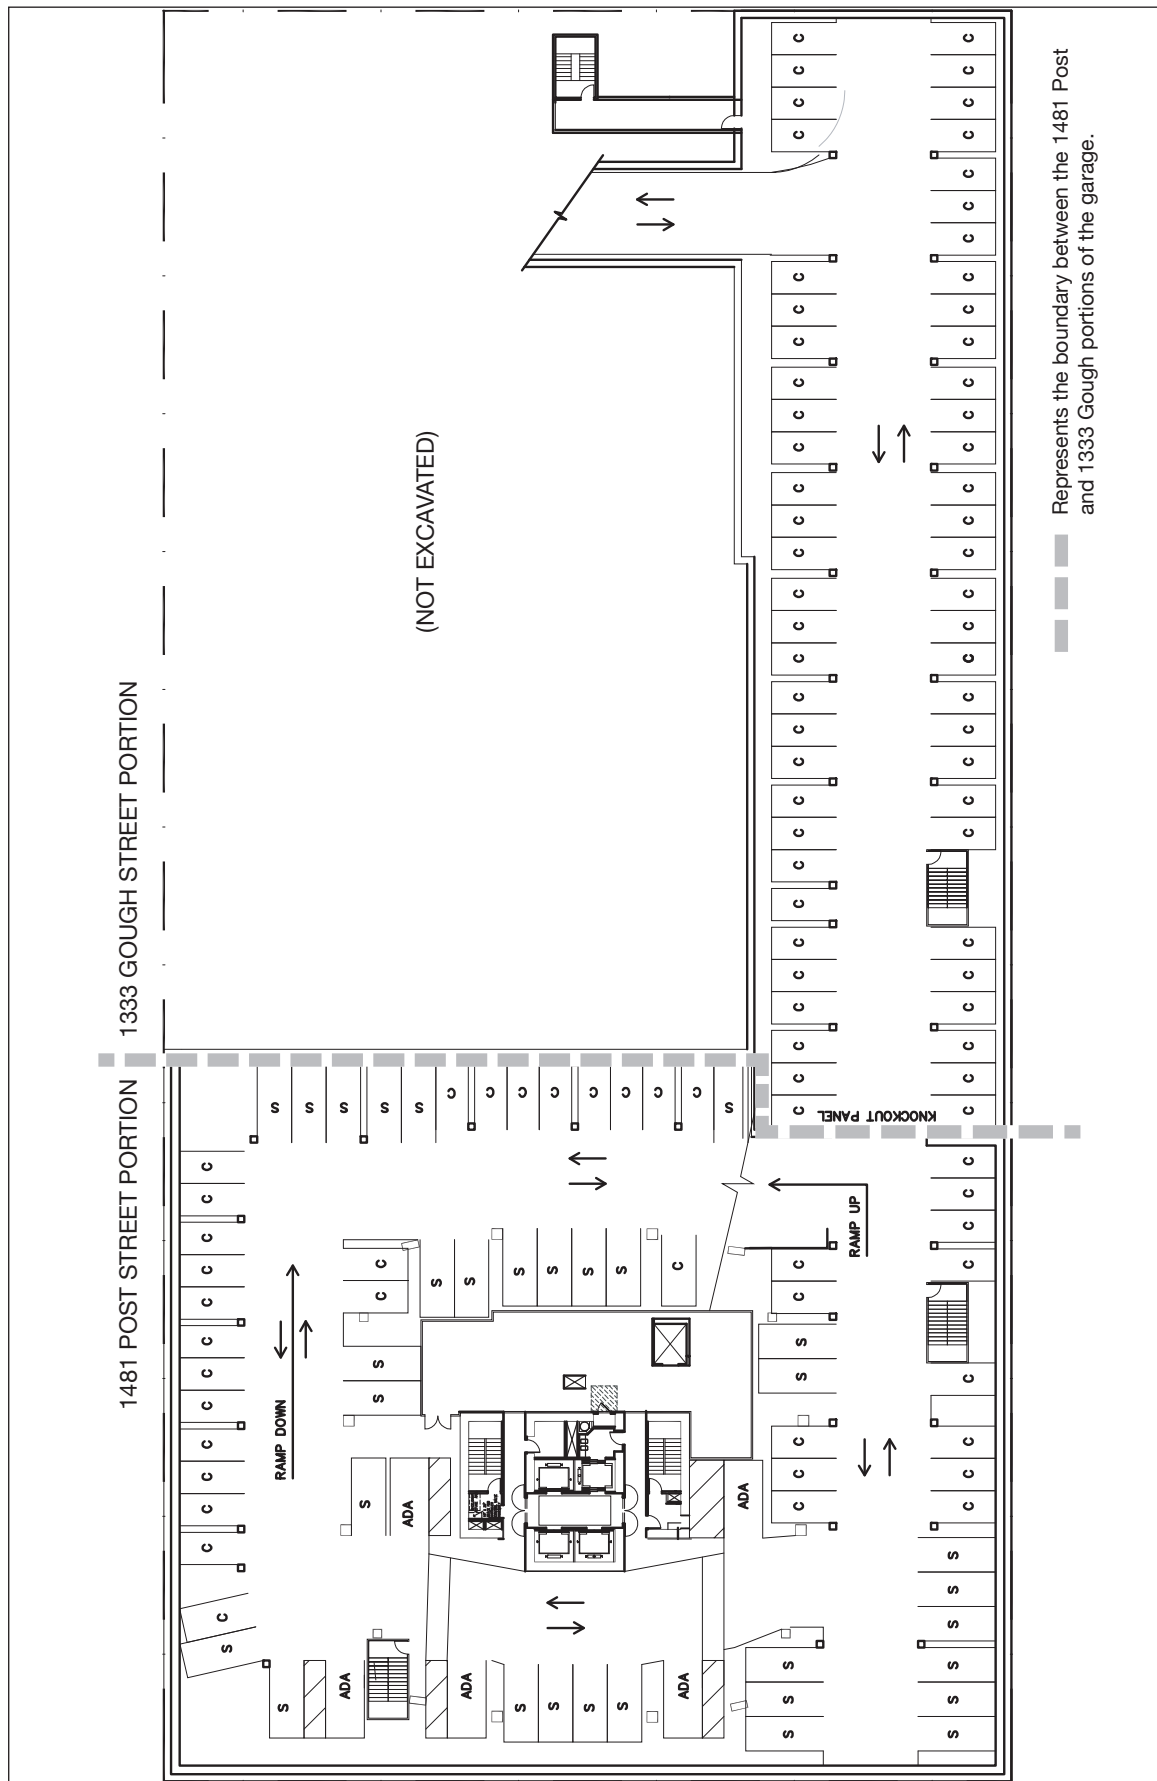 1481 POST STREET PORTION 1333 GOUGH STREET PORTION
S C C C C C C C C C C C C C
RAMP DOWN
S S S S S C C C C C C C C S
C C S S S S S S C
S S
S ADA
ADA
S ADA ADA S S S S ADA
(NOT EXCAVATED)
S S S C C C S S C C
C C C C C C C C C C C C C C C C C C C C C C C C C C C C C
RAMP UP
KNOCKOUT PANEL
S S S S S S C C C C C C C C
C C C C C C C C C C C C C C C C C C C C C C C C C C C C C C
Represents the boundary between the 1481 Post
and 1333 Gough portions of the garage.